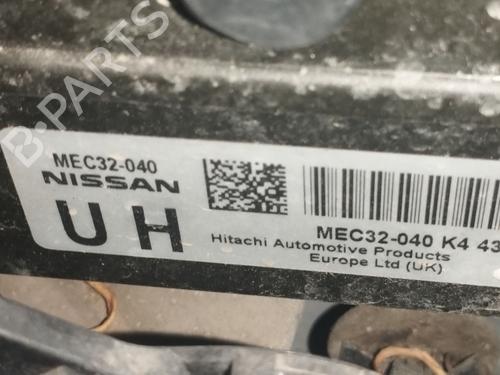 B-PARTS
MEC32-040
NISSAN
UH
MEC32-040 K4 43
Hitachi Automotive Products
Europe Ltd (UK)